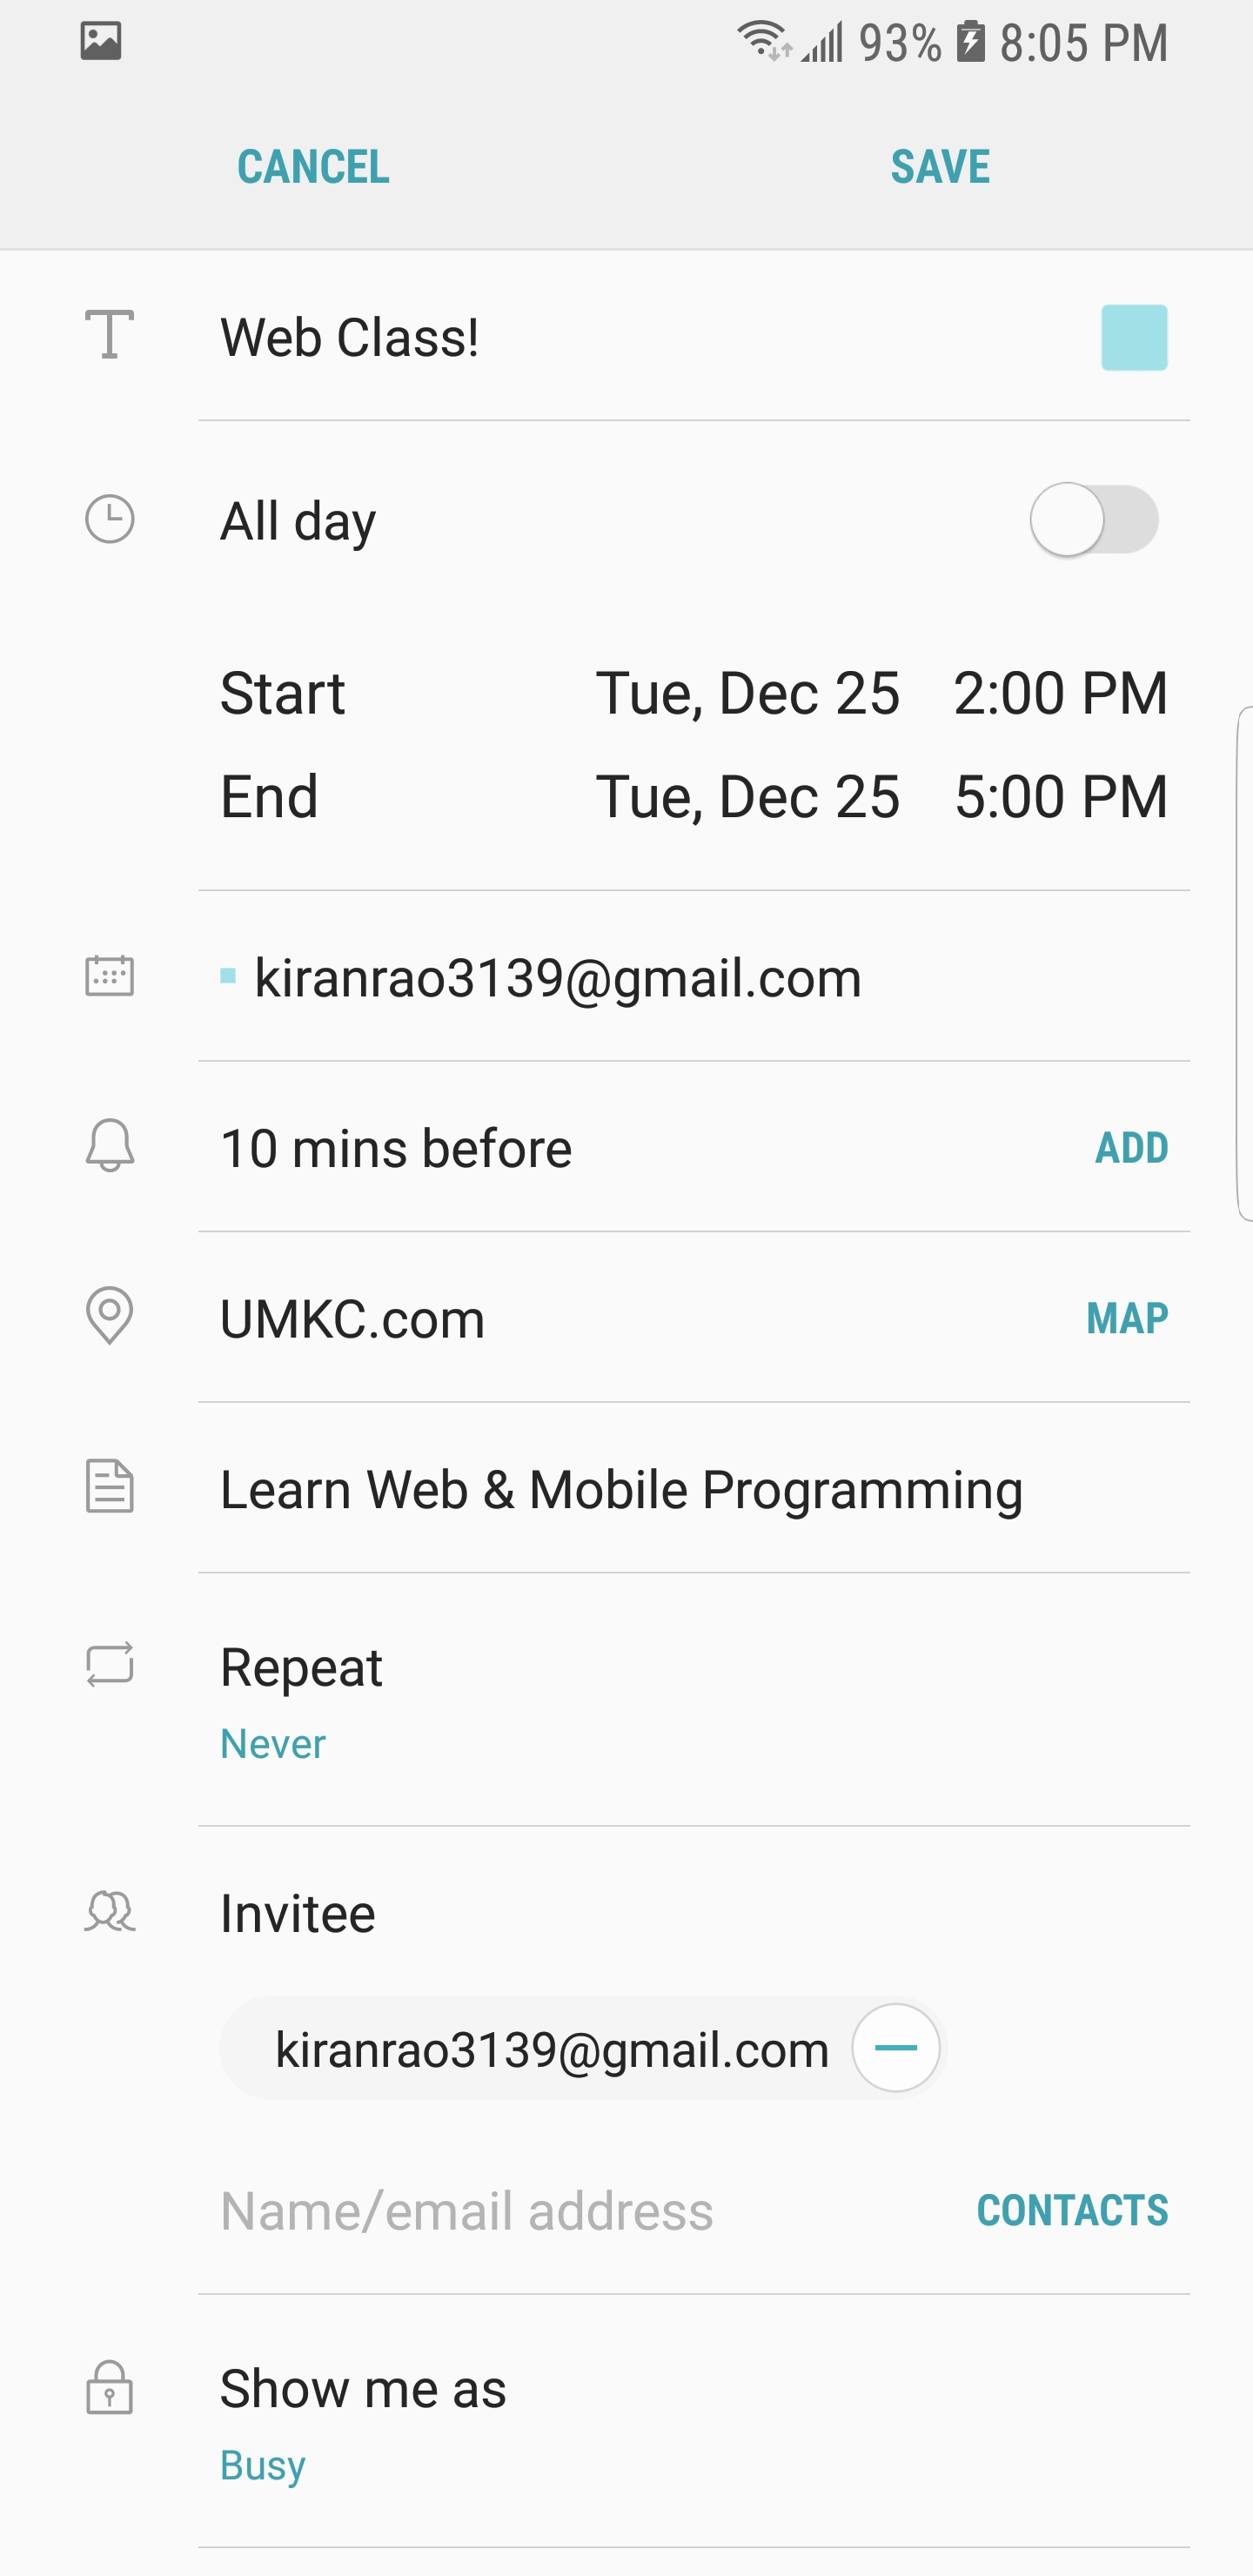 93% 8:05 PM
CANCEL SAVE
Web Class!
All day
Start Tue, Dec 25 2:00 PM
End Tue, Dec 25 5:00 PM
kiranrao3139@gmail.com
10 mins before ADD
UMKC.com MAP
Learn Web & Mobile Programming
Repeat
Never
Invitee
kiranrao3139@gmail.com
Name/email address CONTACTS
Show me as
Busy